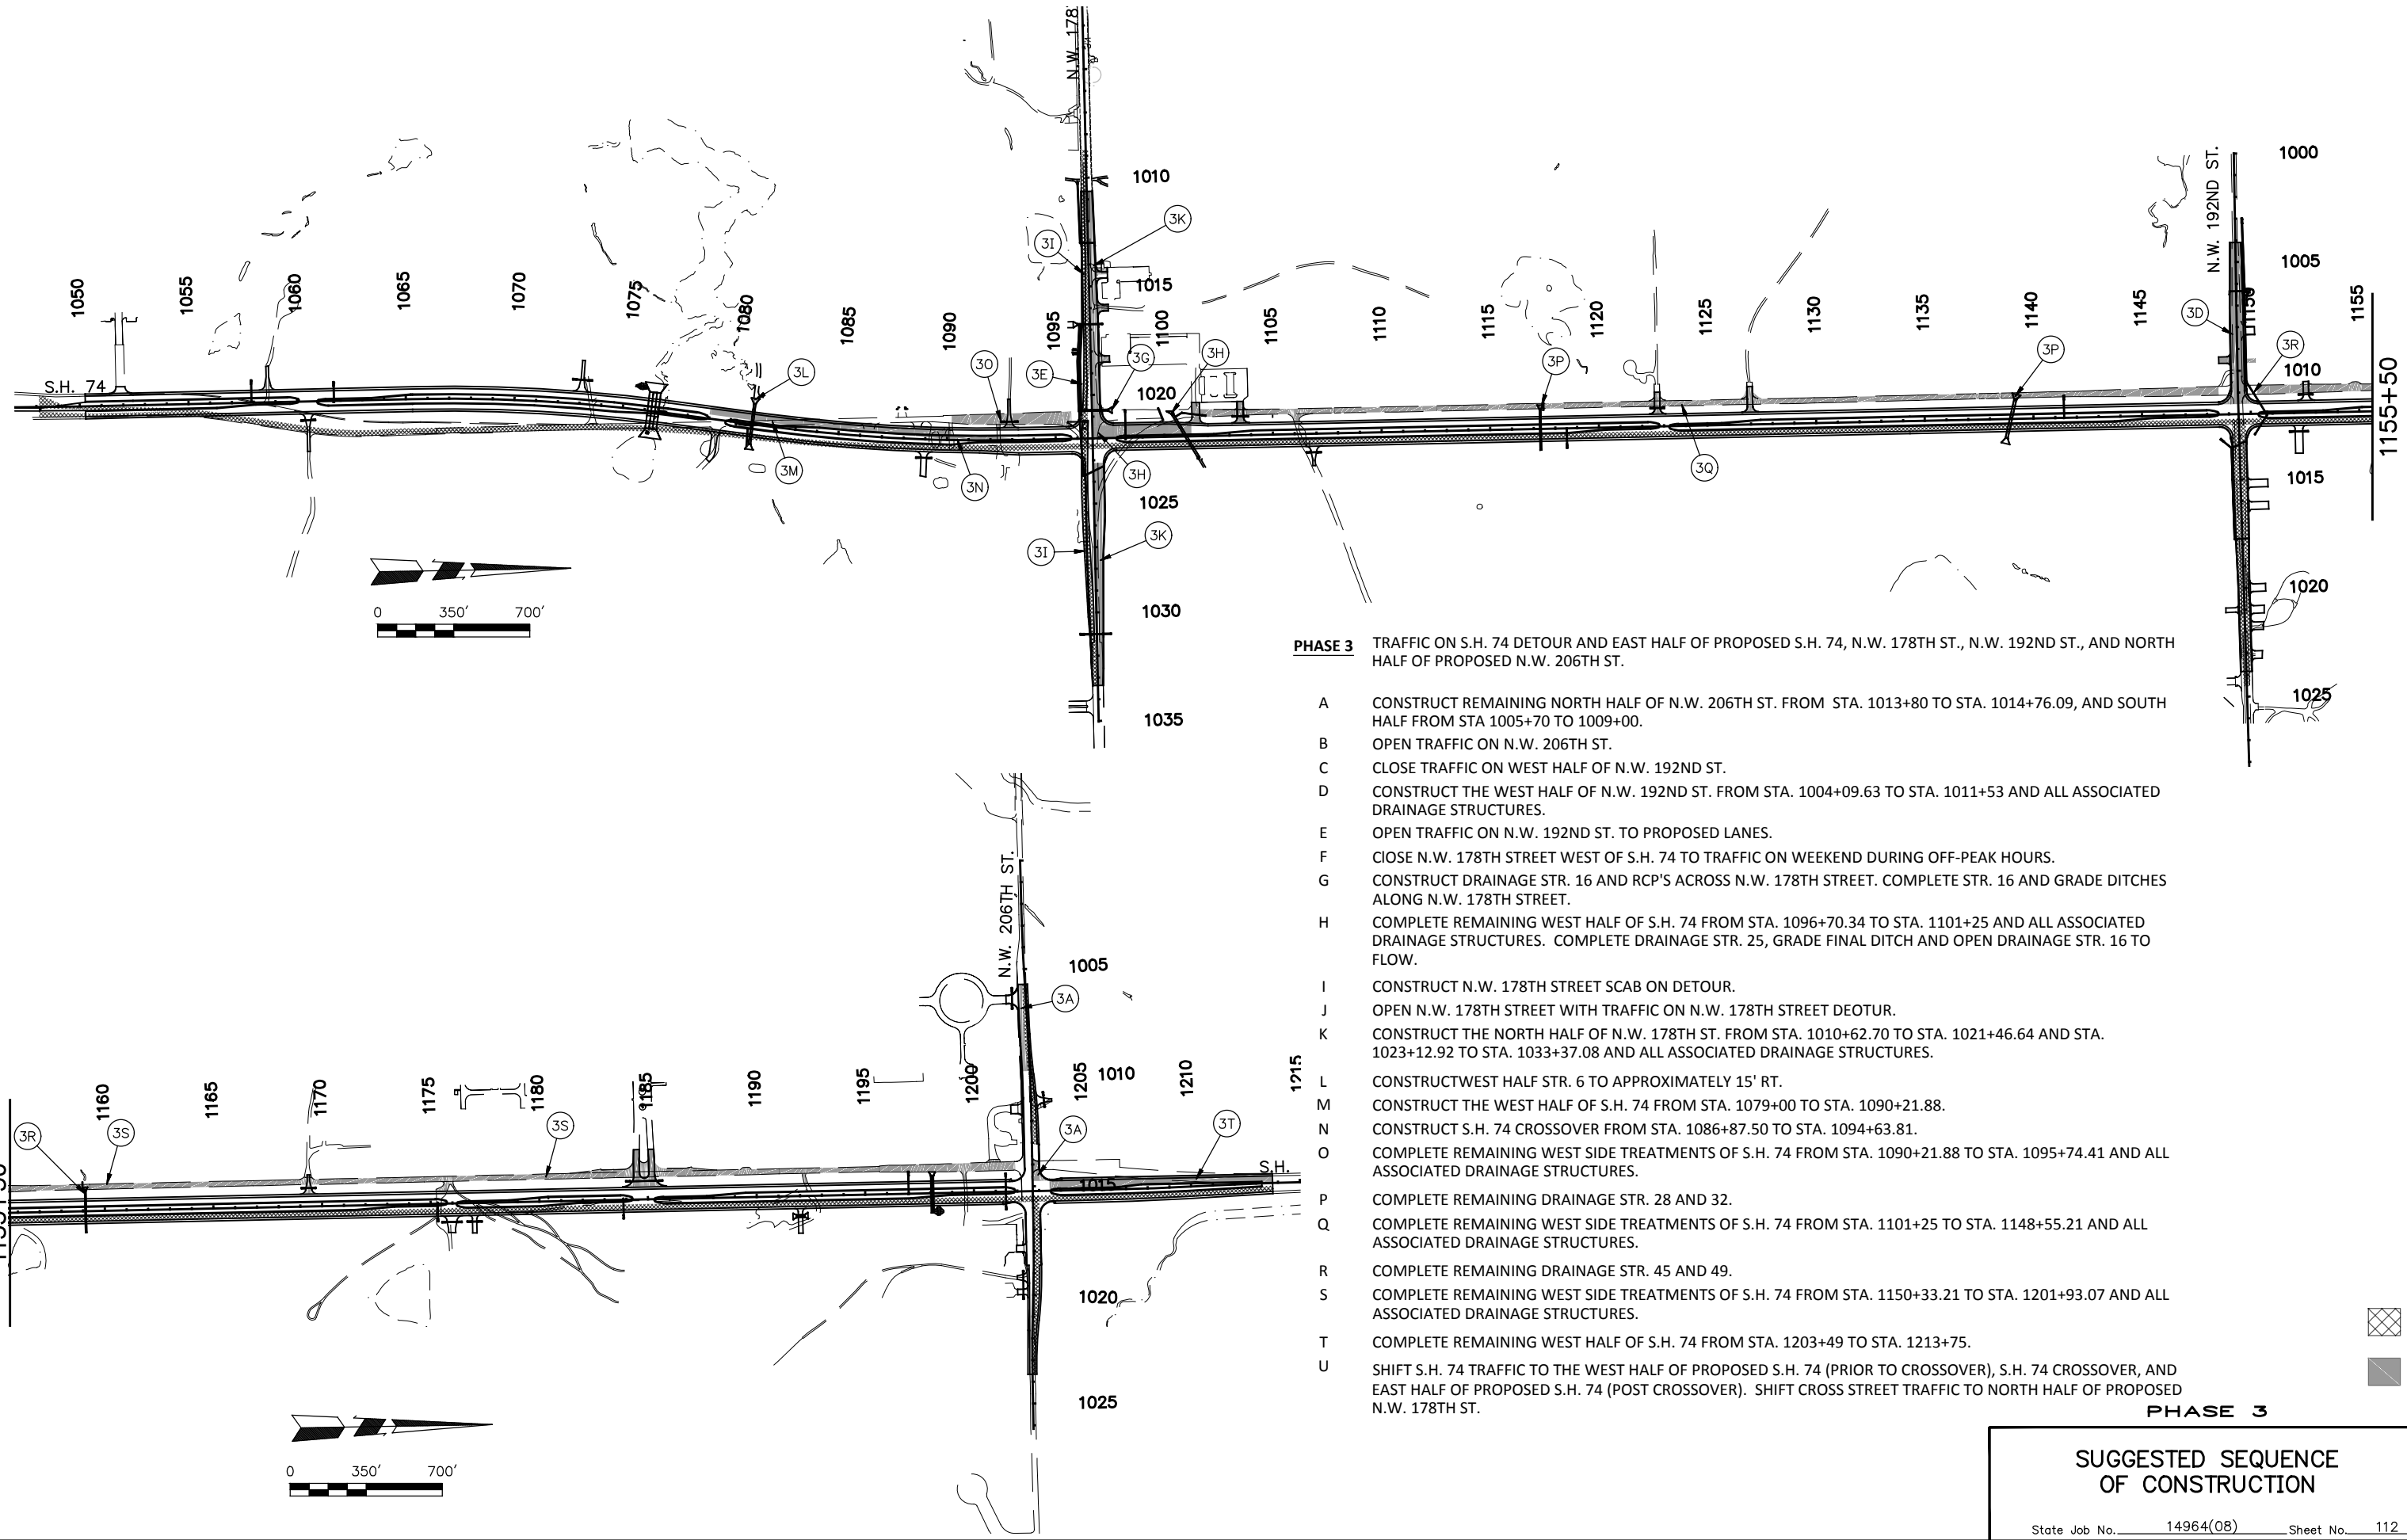 N.W. 178
1010
3K
3I
1015
1050
1055
1060
1065
1070
1075
1080
1085
1090
1095
1100
1105
1110
1115
1120
1125
1130
1135
1140
1145
1150
1155
N.W. 192ND ST.
1000
1005
3D
3R
1010
S.H. 74
3L
3O
3E
3G
3H
1020
3P
3P
1155+50
3M
3N
3H
3Q
1015
1025
3I
3K
1020
1030
1025
1035
0 350' 700'
PHASE 3 TRAFFIC ON S.H. 74 DETOUR AND EAST HALF OF PROPOSED S.H. 74, N.W. 178TH ST., N.W. 192ND ST., AND NORTH
HALF OF PROPOSED N.W. 206TH ST.
A CONSTRUCT REMAINING NORTH HALF OF N.W. 206TH ST. FROM STA. 1013+80 TO STA. 1014+76.09, AND SOUTH
HALF FROM STA 1005+70 TO 1009+00.
B OPEN TRAFFIC ON N.W. 206TH ST.
C CLOSE TRAFFIC ON WEST HALF OF N.W. 192ND ST.
D CONSTRUCT THE WEST HALF OF N.W. 192ND ST. FROM STA. 1004+09.63 TO STA. 1011+53 AND ALL ASSOCIATED
DRAINAGE STRUCTURES.
E OPEN TRAFFIC ON N.W. 192ND ST. TO PROPOSED LANES.
F ClOSE N.W. 178TH STREET WEST OF S.H. 74 TO TRAFFIC ON WEEKEND DURING OFF-PEAK HOURS.
G CONSTRUCT DRAINAGE STR. 16 AND RCP'S ACROSS N.W. 178TH STREET. COMPLETE STR. 16 AND GRADE DITCHES
ALONG N.W. 178TH STREET.
H COMPLETE REMAINING WEST HALF OF S.H. 74 FROM STA. 1096+70.34 TO STA. 1101+25 AND ALL ASSOCIATED
DRAINAGE STRUCTURES. COMPLETE DRAINAGE STR. 25, GRADE FINAL DITCH AND OPEN DRAINAGE STR. 16 TO
FLOW.
I CONSTRUCT N.W. 178TH STREET SCAB ON DETOUR.
J OPEN N.W. 178TH STREET WITH TRAFFIC ON N.W. 178TH STREET DEOTUR.
K CONSTRUCT THE NORTH HALF OF N.W. 178TH ST. FROM STA. 1010+62.70 TO STA. 1021+46.64 AND STA.
1023+12.92 TO STA. 1033+37.08 AND ALL ASSOCIATED DRAINAGE STRUCTURES.
L CONSTRUCTWEST HALF STR. 6 TO APPROXIMATELY 15' RT.
M CONSTRUCT THE WEST HALF OF S.H. 74 FROM STA. 1079+00 TO STA. 1090+21.88.
N CONSTRUCT S.H. 74 CROSSOVER FROM STA. 1086+87.50 TO STA. 1094+63.81.
O COMPLETE REMAINING WEST SIDE TREATMENTS OF S.H. 74 FROM STA. 1090+21.88 TO STA. 1095+74.41 AND ALL
ASSOCIATED DRAINAGE STRUCTURES.
P COMPLETE REMAINING DRAINAGE STR. 28 AND 32.
Q COMPLETE REMAINING WEST SIDE TREATMENTS OF S.H. 74 FROM STA. 1101+25 TO STA. 1148+55.21 AND ALL
ASSOCIATED DRAINAGE STRUCTURES.
R COMPLETE REMAINING DRAINAGE STR. 45 AND 49.
S COMPLETE REMAINING WEST SIDE TREATMENTS OF S.H. 74 FROM STA. 1150+33.21 TO STA. 1201+93.07 AND ALL
ASSOCIATED DRAINAGE STRUCTURES.
T COMPLETE REMAINING WEST HALF OF S.H. 74 FROM STA. 1203+49 TO STA. 1213+75.
U SHIFT S.H. 74 TRAFFIC TO THE WEST HALF OF PROPOSED S.H. 74 (PRIOR TO CROSSOVER), S.H. 74 CROSSOVER, AND
EAST HALF OF PROPOSED S.H. 74 (POST CROSSOVER). SHIFT CROSS STREET TRAFFIC TO NORTH HALF OF PROPOSED
N.W. 178TH ST.
N.W. 206TH ST.
1005
3A
1160
1165
1170
1175
1180
1185
1190
1195
1200
1205
1010
1210
1215
3R
3S
3S
3A
3T
S.H.
1015
1020
1025
0 350' 700'
PHASE 3
SUGGESTED SEQUENCE
OF CONSTRUCTION
State Job No. 14964(08) Sheet No. 112